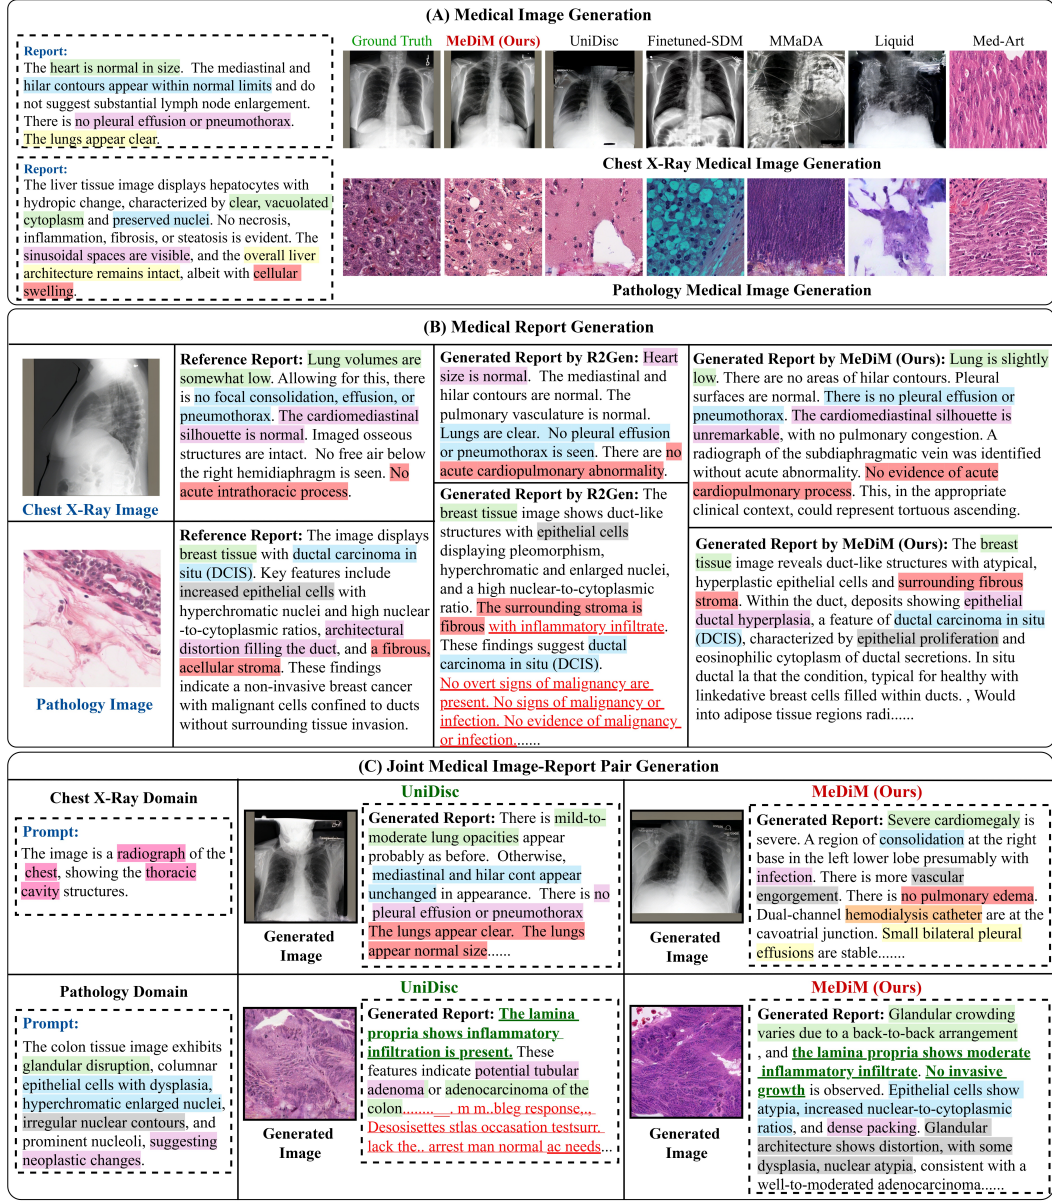 (A) Medical Image Generation
Report:
The heart is normal in size.  The mediastinal and
hilar contours appear within normal limits and do
not suggest substantial lymph node enlargement.
There is no pleural effusion or pneumothorax.
The lungs appear clear.
Ground Truth
MeDiM (Ours)
UniDisc
Finetuned-SDM
MMaDA
Liquid
Med-Art
Chest X-Ray Medical Image Generation
Report:
The liver tissue image displays hepatocytes with
hydropic change, characterized by clear, vacuolated
cytoplasm and preserved nuclei. No necrosis,
inflammation, fibrosis, or steatosis is evident. The
sinusoidal spaces are visible, and the overall liver
architecture remains intact, albeit with cellular
swelling.
Pathology Medical Image Generation
(B) Medical Report Generation
Chest X-Ray Image
Reference Report: Lung volumes are
somewhat low. Allowing for this, there
is no focal consolidation, effusion, or
pneumothorax. The cardiomediastinal
silhouette is normal. Imaged osseous
structures are intact.  No free air below
the right hemidiaphragm is seen. No
acute intrathoracic process.
Generated Report by R2Gen: Heart
size is normal.  The mediastinal and
hilar contours are normal. The
pulmonary vasculature is normal.
Lungs are clear.  No pleural effusion
or pneumothorax is seen. There are no
acute cardiopulmonary abnormality.
Generated Report by MeDiM (Ours): Lung is slightly
low. There are no areas of hilar contours. Pleural
surfaces are normal. There is no pleural effusion or
pneumothorax. The cardiomediastinal silhouette is
unremarkable, with no pulmonary congestion. A
radiograph of the subdiaphragmatic vein was identified
without acute abnormality. No evidence of acute
cardiopulmonary process. This, in the appropriate
clinical context, could represent tortuous ascending.
Pathology Image
Reference Report: The image displays
breast tissue with ductal carcinoma in
situ (DCIS). Key features include
increased epithelial cells with
hyperchromatic nuclei and high nuclear
-to-cytoplasmic ratios, architectural
distortion filling the duct, and a fibrous,
acellular stroma. These findings
indicate a non-invasive breast cancer
with malignant cells confined to ducts
without surrounding tissue invasion.
Generated Report by R2Gen: The
breast tissue image shows duct-like
structures with epithelial cells
displaying pleomorphism,
hyperchromatic and enlarged nuclei,
and a high nuclear-to-cytoplasmic
ratio. The surrounding stroma is
fibrous with inflammatory infiltrate.
These findings suggest ductal
carcinoma in situ (DCIS).
No overt signs of malignancy are
present. No signs of malignancy or
infection. No evidence of malignancy
or infection.......
Generated Report by MeDiM (Ours): The breast
tissue image reveals duct-like structures with atypical,
hyperplastic epithelial cells and surrounding fibrous
stroma. Within the duct, deposits showing epithelial
ductal hyperplasia, a feature of ductal carcinoma in situ
(DCIS), characterized by epithelial proliferation and
eosinophilic cytoplasm of ductal secretions. In situ
ductal la that the condition, typical for healthy with
linkedative breast cells filled within ducts. , Would
into adipose tissue regions radi......
(C) Joint Medical Image-Report Pair Generation
Chest X-Ray Domain
Prompt:
The image is a radiograph of the
chest, showing the thoracic
cavity structures.
UniDisc
Generated
Image
Generated Report: There is mild-to-
moderate lung opacities appear
probably as before.  Otherwise,
mediastinal and hilar cont appear
unchanged in appearance. There is no
pleural effusion or pneumothorax
The lungs appear clear.  The lungs
appear normal size......
MeDiM (Ours)
Generated
Image
Generated Report: Severe cardiomegaly is
severe. A region of consolidation at the right
base in the left lower lobe presumably with
infection. There is more vascular
engorgement. There is no pulmonary edema.
Dual-channel hemodialysis catheter are at the
cavoatrial junction. Small bilateral pleural
effusions are stable.......
Pathology Domain
Prompt:
The colon tissue image exhibits
glandular disruption, columnar
epithelial cells with dysplasia,
hyperchromatic enlarged nuclei,
irregular nuclear contours, and
prominent nucleoli, suggesting
neoplastic changes.
UniDisc
Generated
Image
Generated Report: The lamina
propria shows inflammatory
infiltration is present. These
features indicate potential tubular
adenoma or adenocarcinoma of the
colon........__. m m..bleg response,..,
Desosisettes stlas occasation testsurr.
lack the.. arrest man normal ac needs...
MeDiM (Ours)
Generated
Image
Generated Report: Glandular crowding
varies due to a back-to-back arrangement
, and the lamina propria shows moderate
inflammatory infiltrate. No invasive
growth is observed. Epithelial cells show
atypia, increased nuclear-to-cytoplasmic
ratios, and dense packing. Glandular
architecture shows distortion, with some
dysplasia, nuclear atypia, consistent with a
well-to-moderated adenocarcinoma......